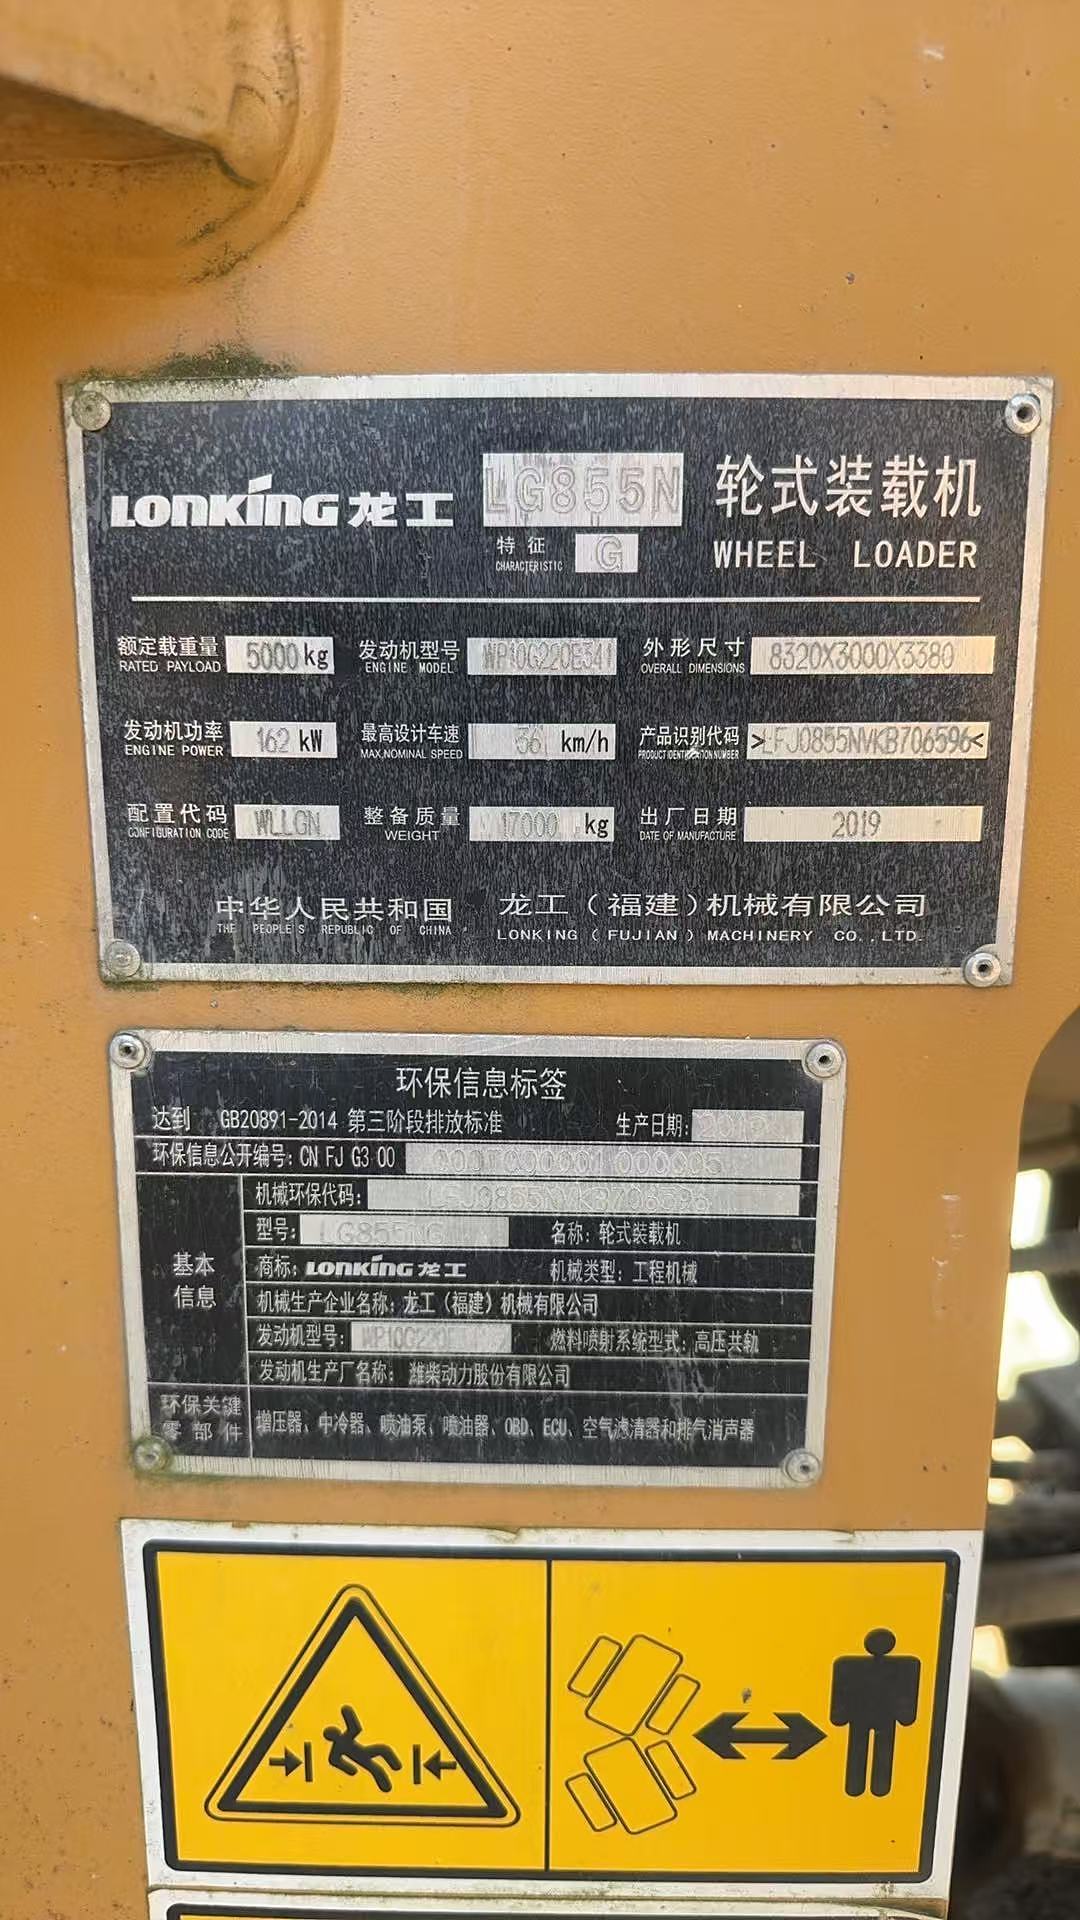 LONKING 龙工 LG855N 轮式装载机
特征 G WHEEL LOADER
CHARACTERISTIC
额定载重量 5000 kg 发动机型号 WP10G220E341 外形尺寸 8320X3000X3380
RATED PAYLOAD ENGINE MODEL OVERALL DIMENSIONS
发动机功率 162 kW 最高设计车速 36 km/h 产品识别代码 >LFJ0855NVKB706596<
ENGINE POWER MAX.NOMINAL SPEED PRODUCT IDENTIFICATION NUMBER
配置代码 WLLGN 整备质量 17000 kg 出厂日期 2019
CONFIGURATION CODE WEIGHT DATE OF MANUFACTURE
中华人民共和国 龙工（福建）机械有限公司
THE PEOPLE'S REPUBLIC OF CHINA LONKING (FUJIAN) MACHINERY CO.,LTD.
环保信息标签
达到 GB20891-2014 第三阶段排放标准 生产日期:
环保信息公开编号: CN FJ G3 00
机械环保代码: LFJ0855NVKB706596
型号: LG855NG 名称: 轮式装载机
基本信息
商标: LONKING 龙工 机械类型: 工程机械
机械生产企业名称: 龙工（福建）机械有限公司
发动机型号: 燃料喷射系统型式: 高压共轨
发动机生产厂名称: 潍柴动力股份有限公司
环保关键零部件 增压器、中冷器、喷油泵、喷油器、OBD、ECU、空气滤清器和排气消声器